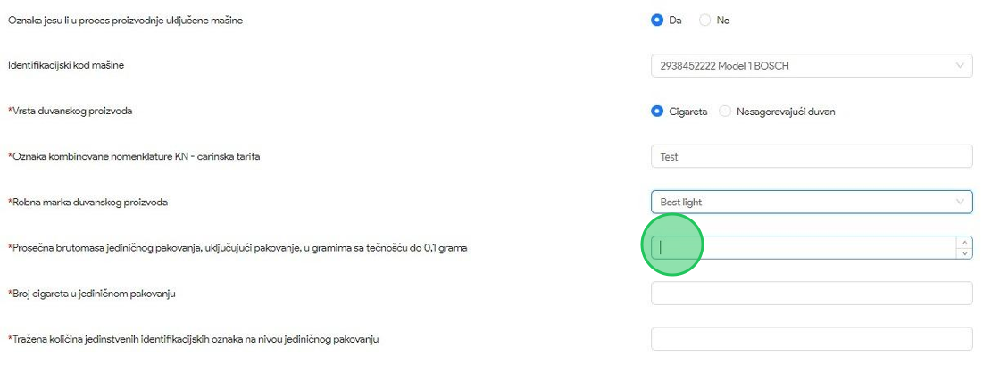 Oznaka jesu li u proces proizvodnje uključene mašine Da Ne
Identifikacijski kod mašine 2938452222 Model 1 BOSCH
*Vrsta duvanskog proizvoda Cigareta Nesagorevajući duvan
*Oznaka kombinovane nomenklature KN - carinska tarifa Test
*Robna marka duvanskog proizvoda Best light
*Prosečna brutomasa jediničnog pakovanja, uključujući pakovanje, u gramima sa tečnošću do 0,1 grama
*Broj cigareta u jediničnom pakovanju
*Tražena količina jedinstvenih identifikacijskih oznaka na nivou jediničnog pakovanju